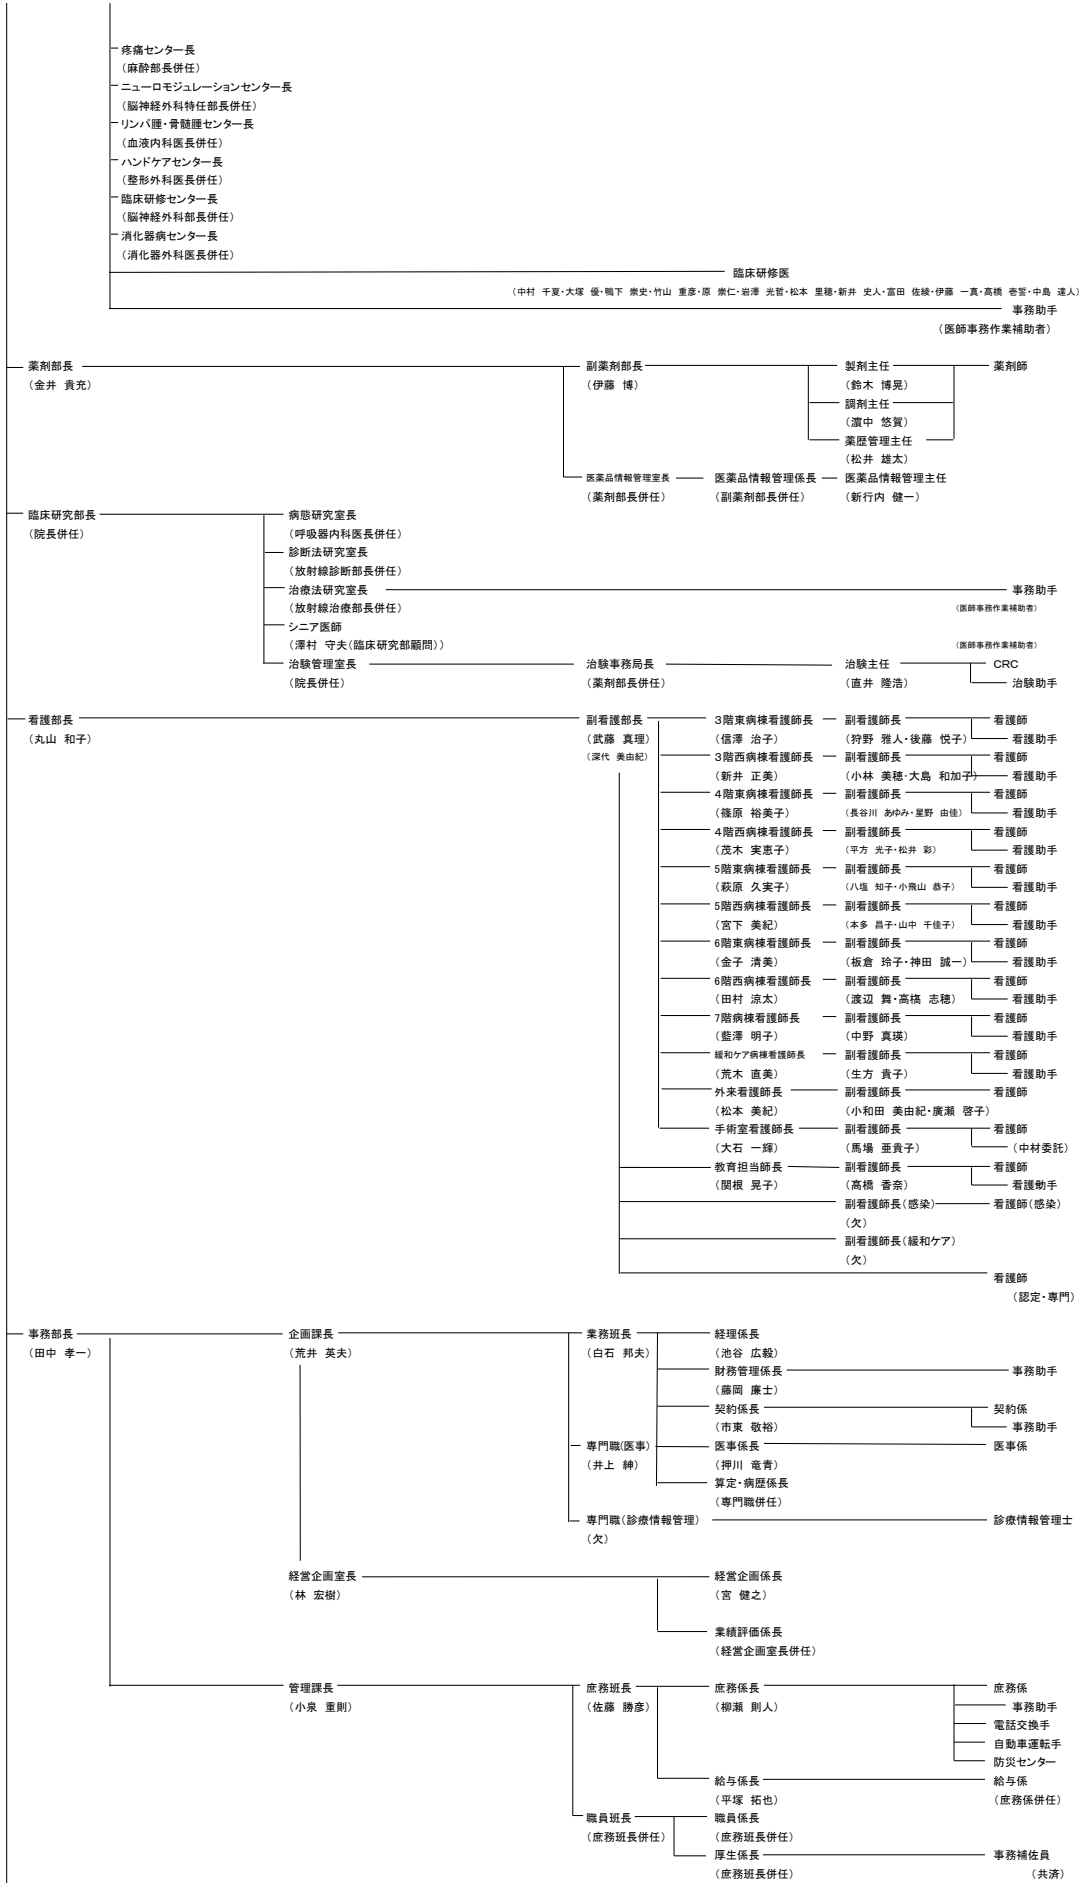 疼痛センター長
（麻酔部長併任）
ニューロモジュレーションセンター長
（脳神経外科特任部長併任）
リンパ腫・骨髄腫センター長
（血液内科医長併任）
ハンドケアセンター長
（整形外科医長併任）
臨床研修センター長
（脳神経外科部長併任）
消化器病センター長
（消化器外科医長併任）
臨床研修医
（中村 千夏・大塚 優・鴨下 崇史・竹山 重彦・原 崇仁・岩澤 光哲・松本 里穂・新井 史人・富田 佐綾・伊藤 一真・高橋 壱誓・中島 達人）
事務助手
（医師事務作業補助者）
薬剤部長 副薬剤部長 製剤主任 薬剤師
（金井 貴充） （伊藤 博） （鈴木 博晃）
調剤主任
（濵中 悠賀）
薬歴管理主任
（松井 雄太）
医薬品情報管理室長 医薬品情報管理係長 医薬品情報管理主任
（薬剤部長併任） （副薬剤部長併任） （新行内 健一）
臨床研究部長 病態研究室長
（院長併任） （呼吸器内科医長併任）
診断法研究室長
（放射線診断部長併任）
治療法研究室長 事務助手
（放射線治療部長併任） （医師事務作業補助者）
シニア医師
（澤村 守夫（臨床研究部顧問）） （医師事務作業補助者）
治験管理室長 治験事務局長 治験主任 CRC
（院長併任） （薬剤部長併任） （直井 隆浩） 治験助手
看護部長 副看護部長 3階東病棟看護師長 副看護師長 看護師
（丸山 和子） （武藤 真理） （信澤 治子） （狩野 雅人・後藤 悦子） 看護助手
（深代 美由紀） 3階西病棟看護師長 副看護師長 看護師
（新井 正美） （小林 美穂・大島 和加子） 看護助手
4階東病棟看護師長 副看護師長 看護師
（篠原 裕美子） （長谷川 あゆみ・星野 由佳） 看護助手
4階西病棟看護師長 副看護師長 看護師
（茂木 実恵子） （平方 光子・松井 彩） 看護助手
5階東病棟看護師長 副看護師長 看護師
（萩原 久実子） （八塩 知子・小飛山 恭子） 看護助手
5階西病棟看護師長 副看護師長 看護師
（宮下 美紀） （本多 昌子・山中 千佳子） 看護助手
6階東病棟看護師長 副看護師長 看護師
（金子 清美） （板倉 玲子・神田 誠一） 看護助手
6階西病棟看護師長 副看護師長 看護師
（田村 涼太） （渡辺 舞・高橋 志穂） 看護助手
7階病棟看護師長 副看護師長 看護師
（藍澤 明子） （中野 真瑛） 看護助手
緩和ケア病棟看護師長 副看護師長 看護師
（荒木 直美） （生方 貴子） 看護助手
外来看護師長 副看護師長 看護師
（松本 美紀） （小和田 美由紀・廣瀬 啓子）
手術室看護師長 副看護師長 看護師
（大石 一輝） （馬場 亜貴子） （中材委託）
教育担当師長 副看護師長 看護師
（関根 晃子） （髙橋 香奈） 看護助手
副看護師長（感染） 看護師（感染）
（欠）
副看護師長（緩和ケア）
（欠）
看護師
（認定・専門）
事務部長 企画課長 業務班長 経理係長
（田中 孝一） （荒井 英夫） （白石 邦夫） （池谷 広毅）
財務管理係長 事務助手
（藤岡 廉士）
契約係長 契約係
（市東 敬裕） 事務助手
専門職（医事） 医事係長 医事係
（井上 紳） （押川 竜青）
算定・病歴係長
（専門職併任）
専門職（診療情報管理） 診療情報管理士
（欠）
経営企画室長 経営企画係長
（林 宏樹） （宮 健之）
業績評価係長
（経営企画室長併任）
管理課長 庶務班長 庶務係長 庶務係
（小泉 重則） （佐藤 勝彦） （柳瀬 則人） 事務助手
電話交換手
自動車運転手
防災センター
給与係長 給与係
（平塚 拓也） （庶務係併任）
職員班長 職員係長
（庶務班長併任） （庶務班長併任）
厚生係長 事務補佐員
（庶務班長併任） （共済）